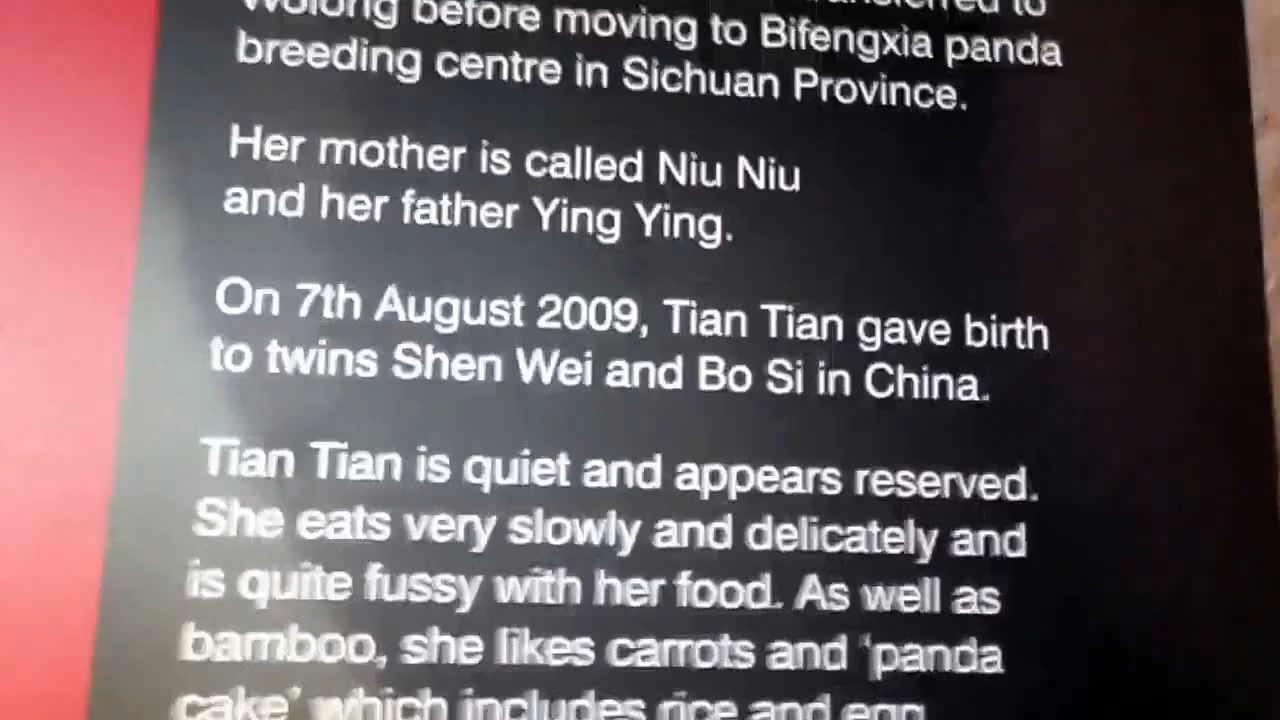 transferred to
Wolong before moving to Bifengxia panda
breeding centre in Sichuan Province.
Her mother is called Niu Niu
and her father Ying Ying.
On 7th August 2009, Tian Tian gave birth
to twins Shen Wei and Bo Si in China.
Tian Tian is quiet and appears reserved.
She eats very slowly and delicately and
is quite fussy with her food. As well as
bamboo, she likes carrots and ‘panda
cake’ which includes rice and egg